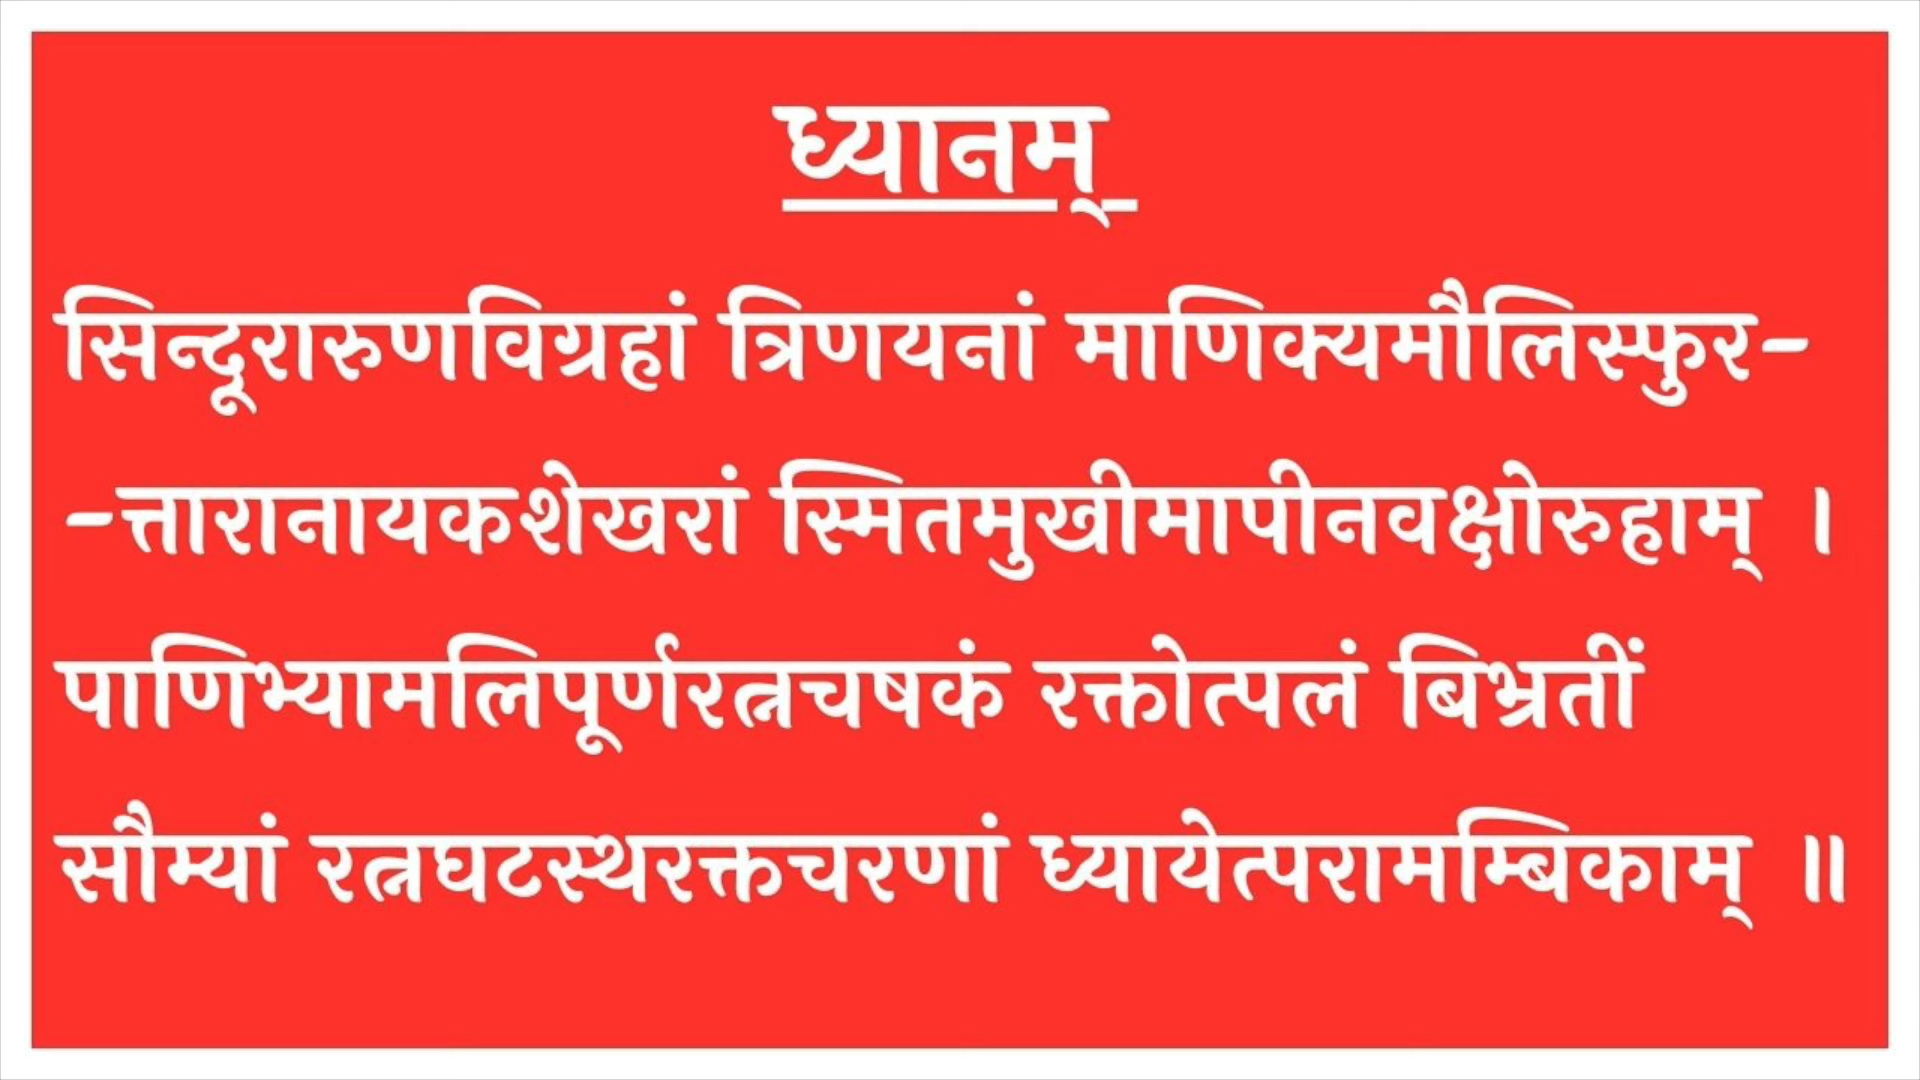 ध्यानम्
सिन्दूरारुणविग्रहां त्रिणयनां माणिक्यमौलिस्फुर-
-त्तारानायकशेखरां स्मितमुखीमापीनवक्षोरुहाम् ।
पाणिभ्यामलिपूर्णरत्नचषकं रक्तोत्पलं बिभ्रतीं
सौम्यां रत्नघटस्थरक्तचरणां ध्यायेत्परामम्बिकाम् ॥